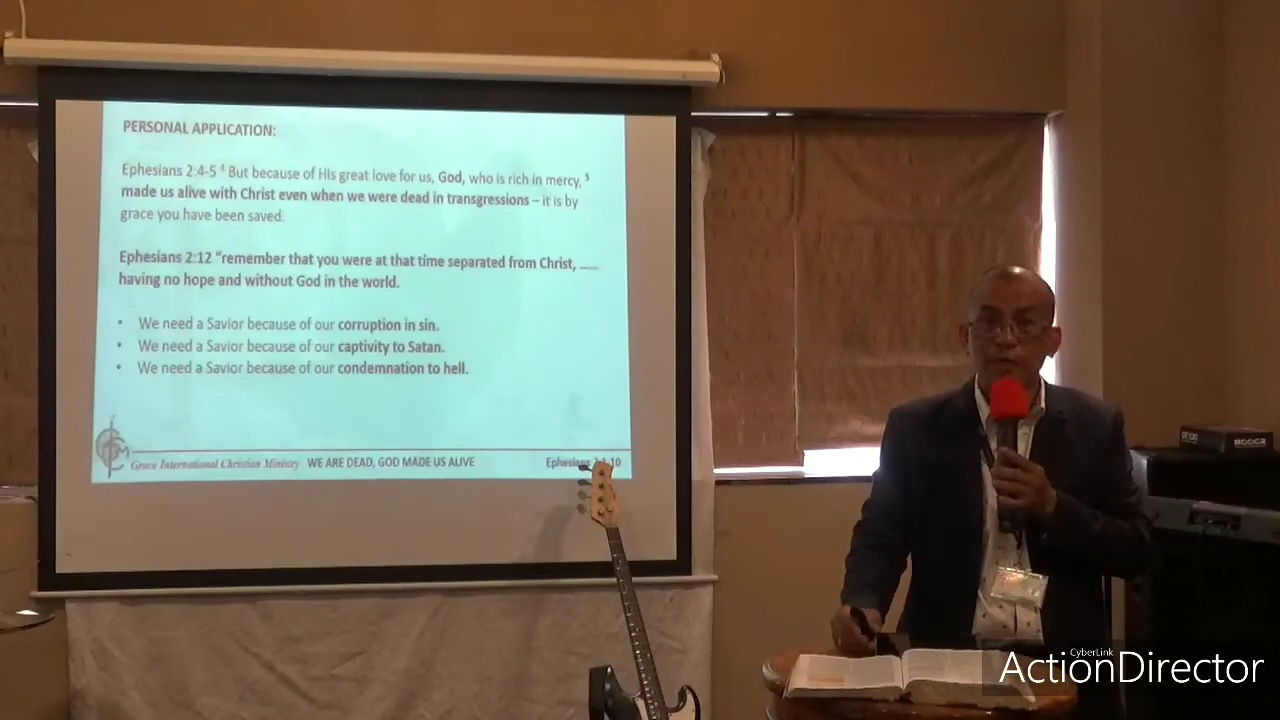 PERSONAL APPLICATION:
Ephesians 2:4-5 ⁴ But because of His great love for us, God, who is rich in mercy, ⁵
made us alive with Christ even when we were dead in transgressions – it is by
grace you have been saved.
Ephesians 2:12 “remember that you were at that time separated from Christ, ___
having no hope and without God in the world.
• We need a Savior because of our corruption in sin.
• We need a Savior because of our captivity to Satan.
• We need a Savior because of our condemnation to hell.
Grace International Christian Ministry WE ARE DEAD, GOD MADE US ALIVE Ephesians
MOOER
CyberLink
ActionDirector